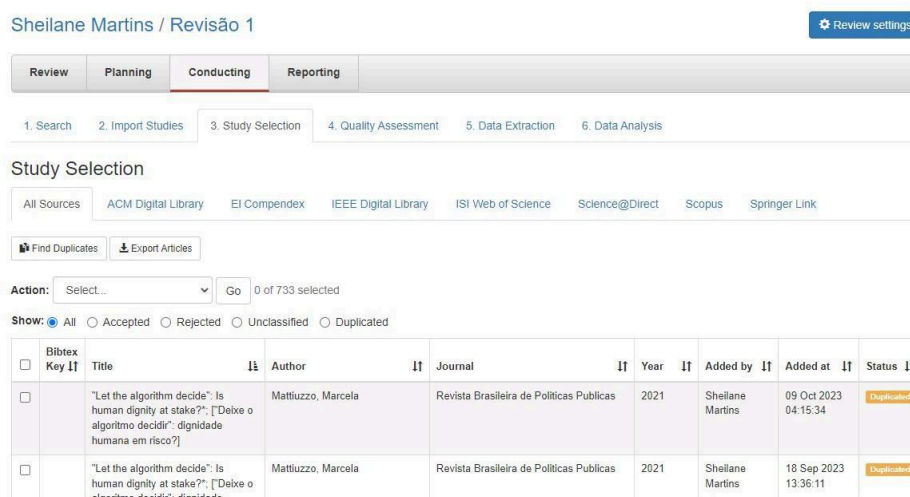 Sheilane Martins / Revisão 1
Review settings
Review Planning Conducting Reporting
1. Search 2. Import Studies 3. Study Selection 4. Quality Assessment 5. Data Extraction 6. Data Analysis
Study Selection
All Sources ACM Digital Library EI Compendex IEEE Digital Library ISI Web of Science Science@Direct Scopus Springer Link
Find Duplicates Export Articles
Action: Select... Go 0 of 733 selected
Show: All Accepted Rejected Unclassified Duplicated
Bibtex
Key Title Author Journal Year Added by Added at Status
"Let the algorithm decide": Is Mattiuzzo, Marcela Revista Brasileira de Politicas Publicas 2021 Sheilane 09 Oct 2023 Duplicated
human dignity at stake?*; ["Deixe o Martins 04:15:34
algoritmo decidir": dignidade
humana em risco?]
"Let the algorithm decide": Is Mattiuzzo, Marcela Revista Brasileira de Politicas Publicas 2021 Sheilane 18 Sep 2023 Duplicated
human dignity at stake?*; ["Deixe o Martins 13:36:11
algoritmo decidir": dignidade